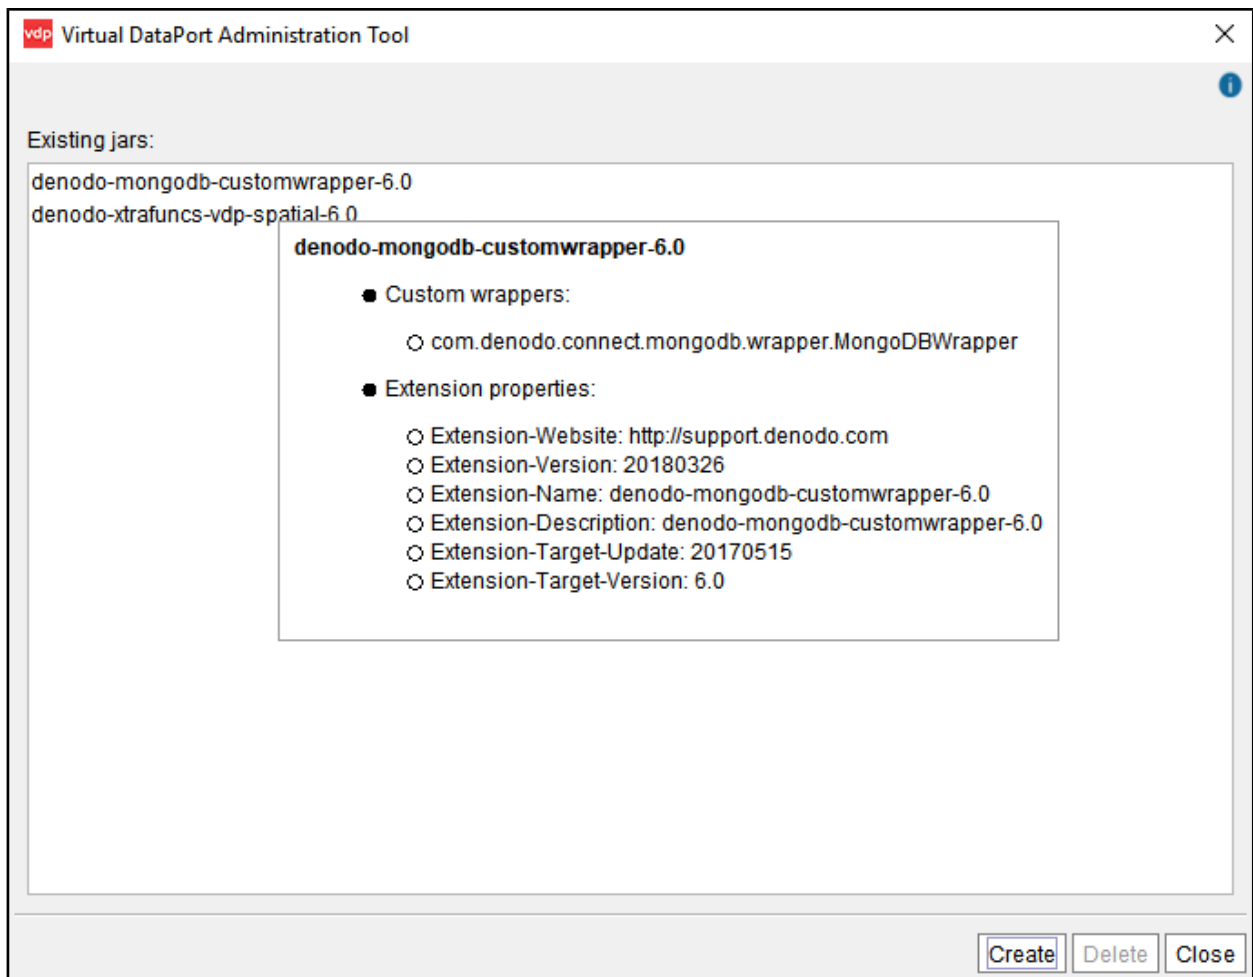 vdp Virtual DataPort Administration Tool
i
Existing jars:
denodo-mongodb-customwrapper-6.0
denodo-xtrafuncs-vdp-spatial-6.0
denodo-mongodb-customwrapper-6.0
Custom wrappers:
com.denodo.connect.mongodb.wrapper.MongoDBWrapper
Extension properties:
Extension-Website: http://support.denodo.com
Extension-Version: 20180326
Extension-Name: denodo-mongodb-customwrapper-6.0
Extension-Description: denodo-mongodb-customwrapper-6.0
Extension-Target-Update: 20170515
Extension-Target-Version: 6.0
Create Delete Close